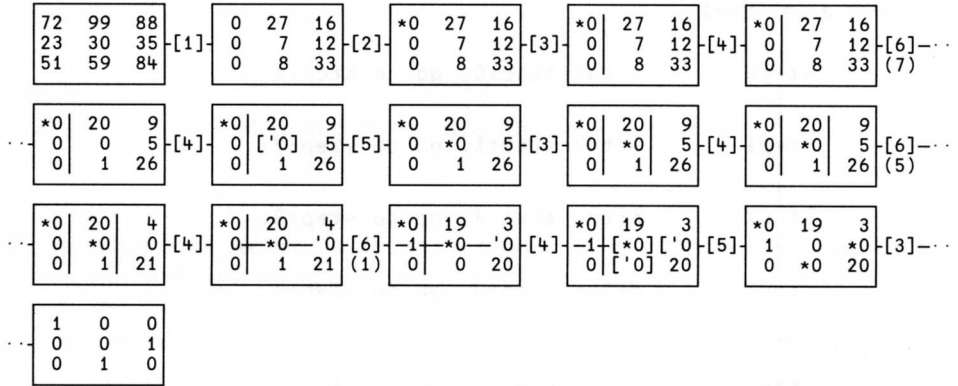 72 99 88 0 27 16 *0 27 16 *0 27 16 *0 27 16
23 30 35 -[1]- 0 7 12 -[2]- 0 7 12 -[3]- 0 7 12 -[4]- 0 7 12 -[6]-··
51 59 84 0 8 33 0 8 33 0 8 33 0 8 33 (7)
*0 20 9 *0 20 9 *0 20 9 *0 20 9 *0 20 9
··· 0 0 5 -[4]- 0 ['0] 5 -[5]- 0 *0 5 -[3]- 0 *0 5 -[4]- 0 *0 5 -[6]-··
0 1 26 0 1 26 0 1 26 0 1 26 0 1 26 (5)
*0 20 4 *0 20 4 *0 19 3 *0 19 3 *0 19 3
··· 0 *0 0 -[4]- 0—*0—'0 -[6]- —1—*0—'0 -[4]- —1—[*0]['0 -[5]- 1 0 *0 -[3]-··
0 1 21 0 1 21 (1) 0 0 20 0 ['0] 20 0 *0 20
1 0 0
··· 0 0 1
0 1 0